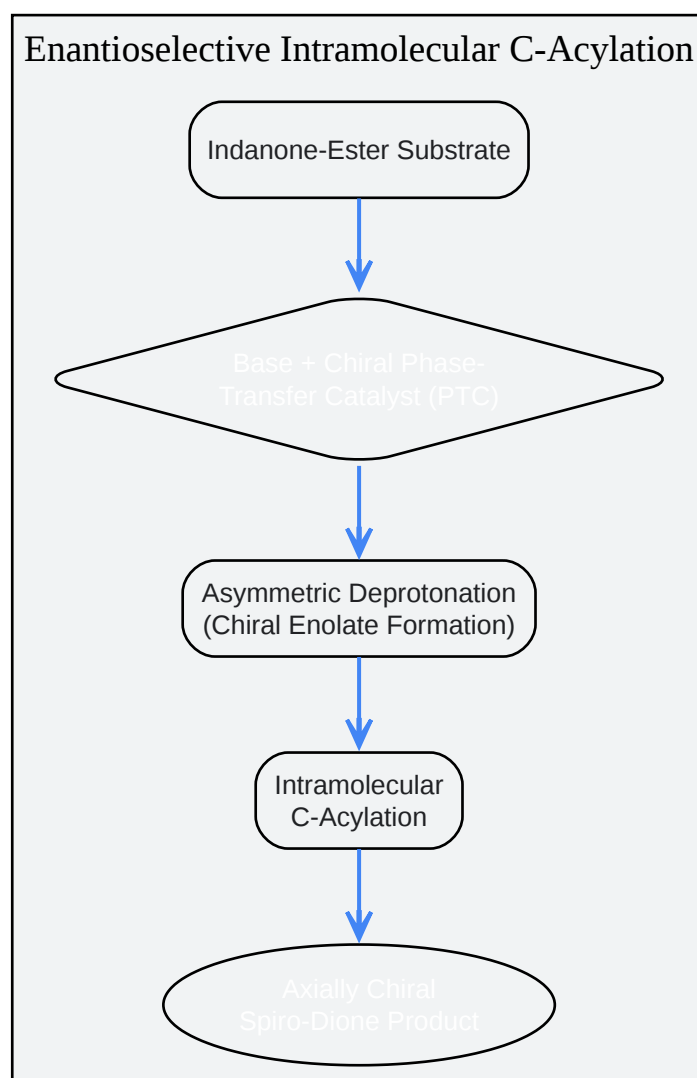 Enantioselective Intramolecular C-Acylation
Indanone-Ester Substrate
Base + Chiral Phase-
Transfer Catalyst (PTC)
Asymmetric Deprotonation
(Chiral Enolate Formation)
Intramolecular
C-Acylation
Axially Chiral
Spiro-Dione Product